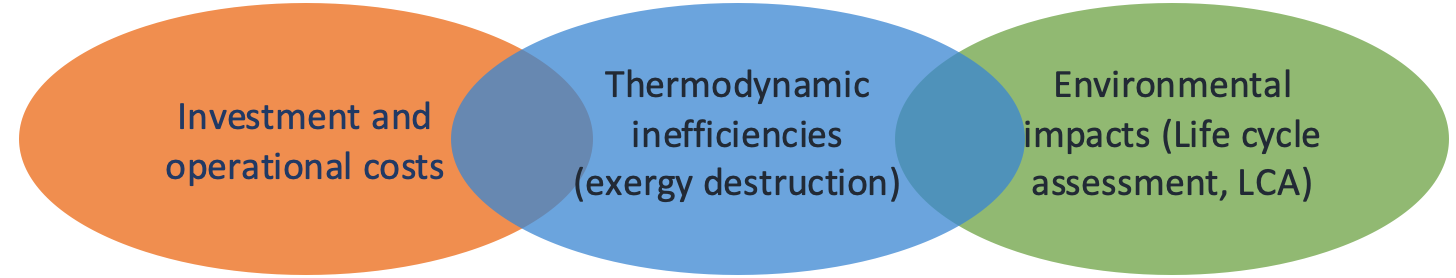 Investment and
operational costs
Thermodynamic
inefficiencies
(exergy destruction)
Environmental
impacts (Life cycle
assessment, LCA)